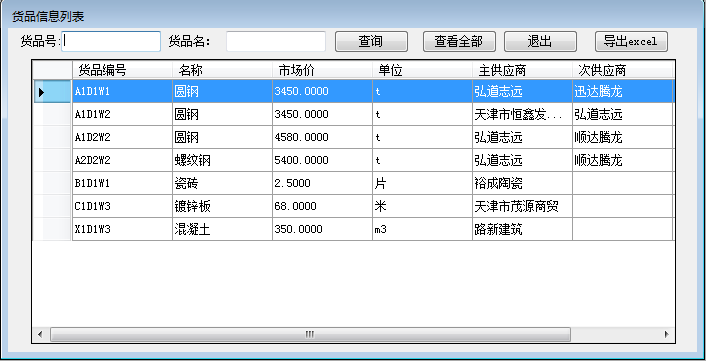 货品信息列表
货品号: 货品名: 查询 查看全部 退出 导出excel
货品编号 名称 市场价 单位 主供应商 次供应商
A1D1W1 圆钢 3450.0000 t 弘道志远 迅达腾龙
A1D1W2 圆钢 3450.0000 t 天津市恒鑫发... 弘道志远
A1D2W2 圆钢 4580.0000 t 弘道志远 顺达腾龙
A2D2W2 螺纹钢 5400.0000 t 弘道志远 顺达腾龙
B1D1W1 瓷砖 2.5000 片 裕成陶瓷
C1D1W3 镀锌板 68.0000 米 天津市茂源商贸
X1D1W3 混凝土 350.0000 m3 路新建筑